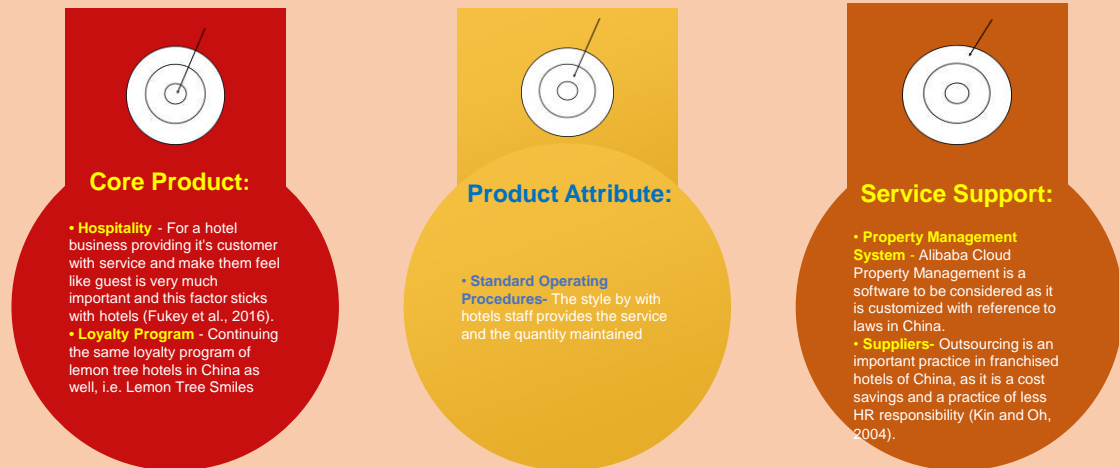 Core Product:
• Hospitality - For a hotel
business providing it's customer
with service and make them feel
like guest is very much
important and this factor sticks
with hotels (Fukey et al., 2016).
• Loyalty Program - Continuing
the same loyalty program of
lemon tree hotels in China as
well, i.e. Lemon Tree Smiles
Product Attribute:
• Standard Operating
Procedures- The style by with
hotels staff provides the service
and the quantity maintained
Service Support:
• Property Management
System - Alibaba Cloud
Property Management is a
software to be considered as it
is customized with reference to
laws in China.
• Suppliers- Outsourcing is an
important practice in franchised
hotels of China, as it is a cost
savings and a practice of less
HR responsibility (Kin and Oh,
2004).